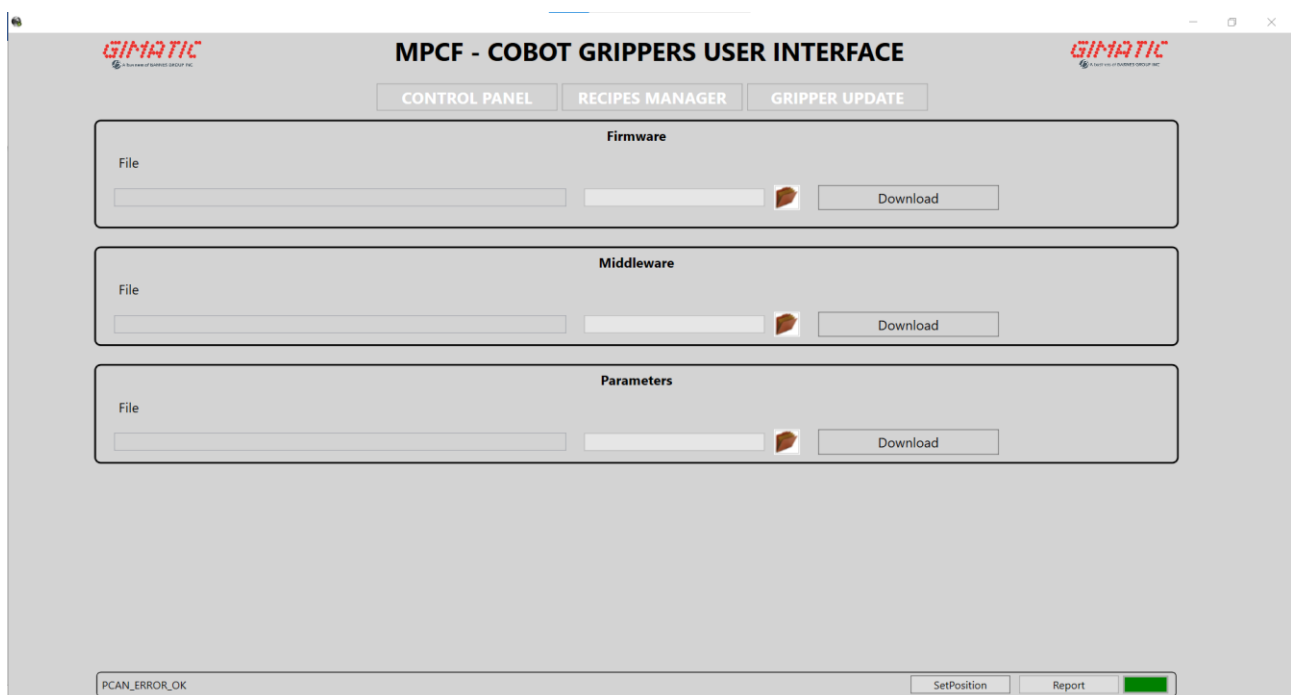 GIMATIC
MPCF - COBOT GRIPPERS USER INTERFACE
GIMATIC
CONTROL PANEL
RECIPES MANAGER
GRIPPER UPDATE
Firmware
File
Download
Middleware
File
Download
Parameters
File
Download
PCAN_ERROR_OK
SetPosition
Report